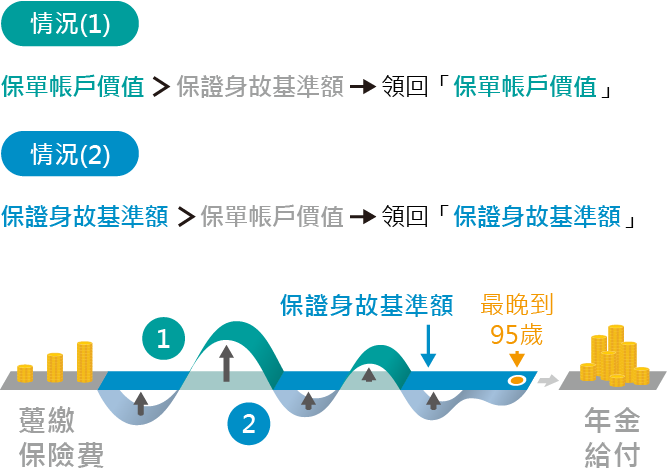 情況(1)
保單帳戶價值 > 保證身故基準額 → 領回「保單帳戶價值」
情況(2)
保證身故基準額 > 保單帳戶價值 → 領回「保證身故基準額」
保證身故基準額
最晚到
95歲
1
2
躉繳
保險費
年金
給付